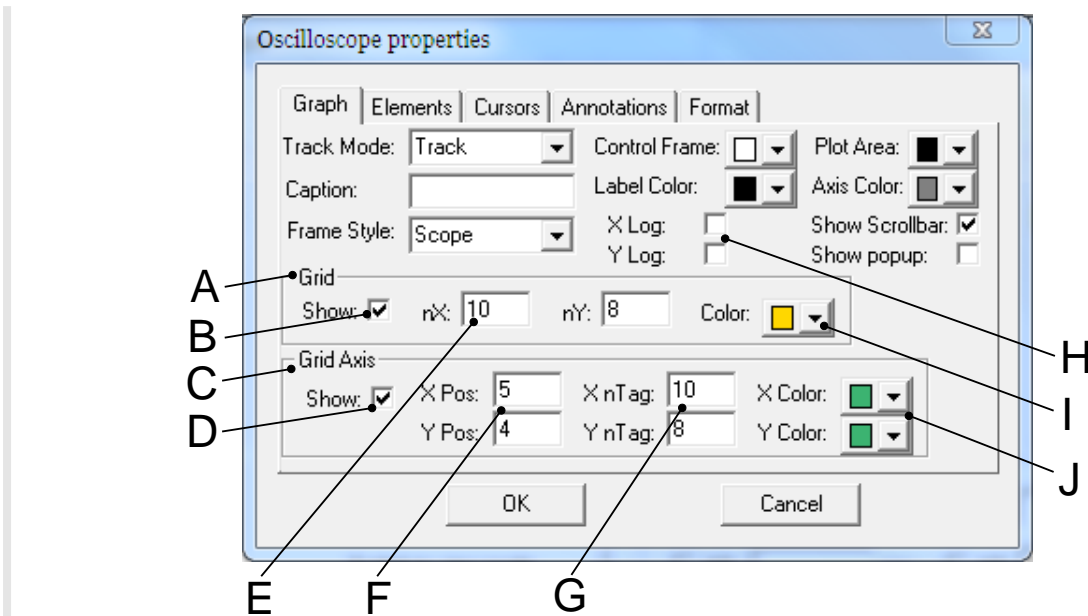 Oscilloscope properties
Graph Elements Cursors Annotations Format
Track Mode: Track Control Frame: Plot Area:
Caption: Label Color: Axis Color:
Frame Style: Scope X Log: Show Scrollbar:
Y Log: Show popup:
A Grid
B Show: nX: 10 nY: 8 Color:
H
C Grid Axis
D Show: X Pos: 5 X nTag: 10 X Color:
I
Y Pos: 4 Y nTag: 8 Y Color:
J
OK Cancel
E F G